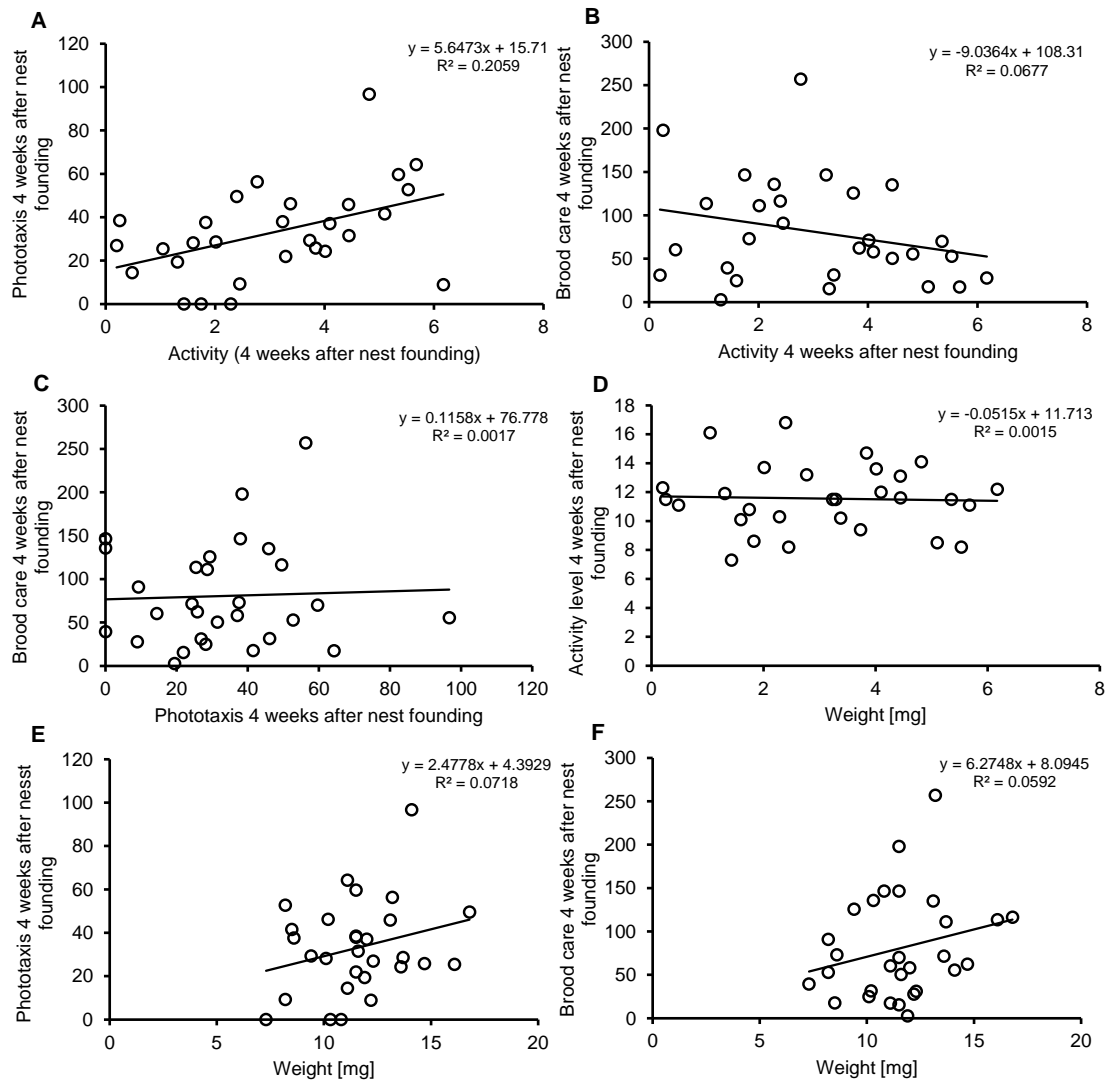 A
y = 5.6473x + 15.71
R² = 0.2059
Phototaxis 4 weeks after nest
founding
120
100
80
60
40
20
0
0 2 4 6 8
Activity (4 weeks after nest founding)
B
y = -9.0364x + 108.31
R² = 0.0677
Brood care 4 weeks after nest
founding
300
250
200
150
100
50
0
0 2 4 6 8
Activity 4 weeks after nest founding
C
y = 0.1158x + 76.778
R² = 0.0017
Brood care 4 weeks after nest
founding
300
250
200
150
100
50
0
0 20 40 60 80 100 120
Phototaxis 4 weeks after nest founding
D
y = -0.0515x + 11.713
R² = 0.0015
Activity level 4 weeks after nest
founding
18
16
14
12
10
8
6
4
2
0
0 2 4 6 8
Weight [mg]
E
y = 2.4778x + 4.3929
R² = 0.0718
Phototaxis 4 weeks after nesst
founding
120
100
80
60
40
20
0
0 5 10 15 20
Weight [mg]
F
y = 6.2748x + 8.0945
R² = 0.0592
Brood care 4 weeks after nest
founding
300
250
200
150
100
50
0
0 5 10 15 20
Weight [mg]